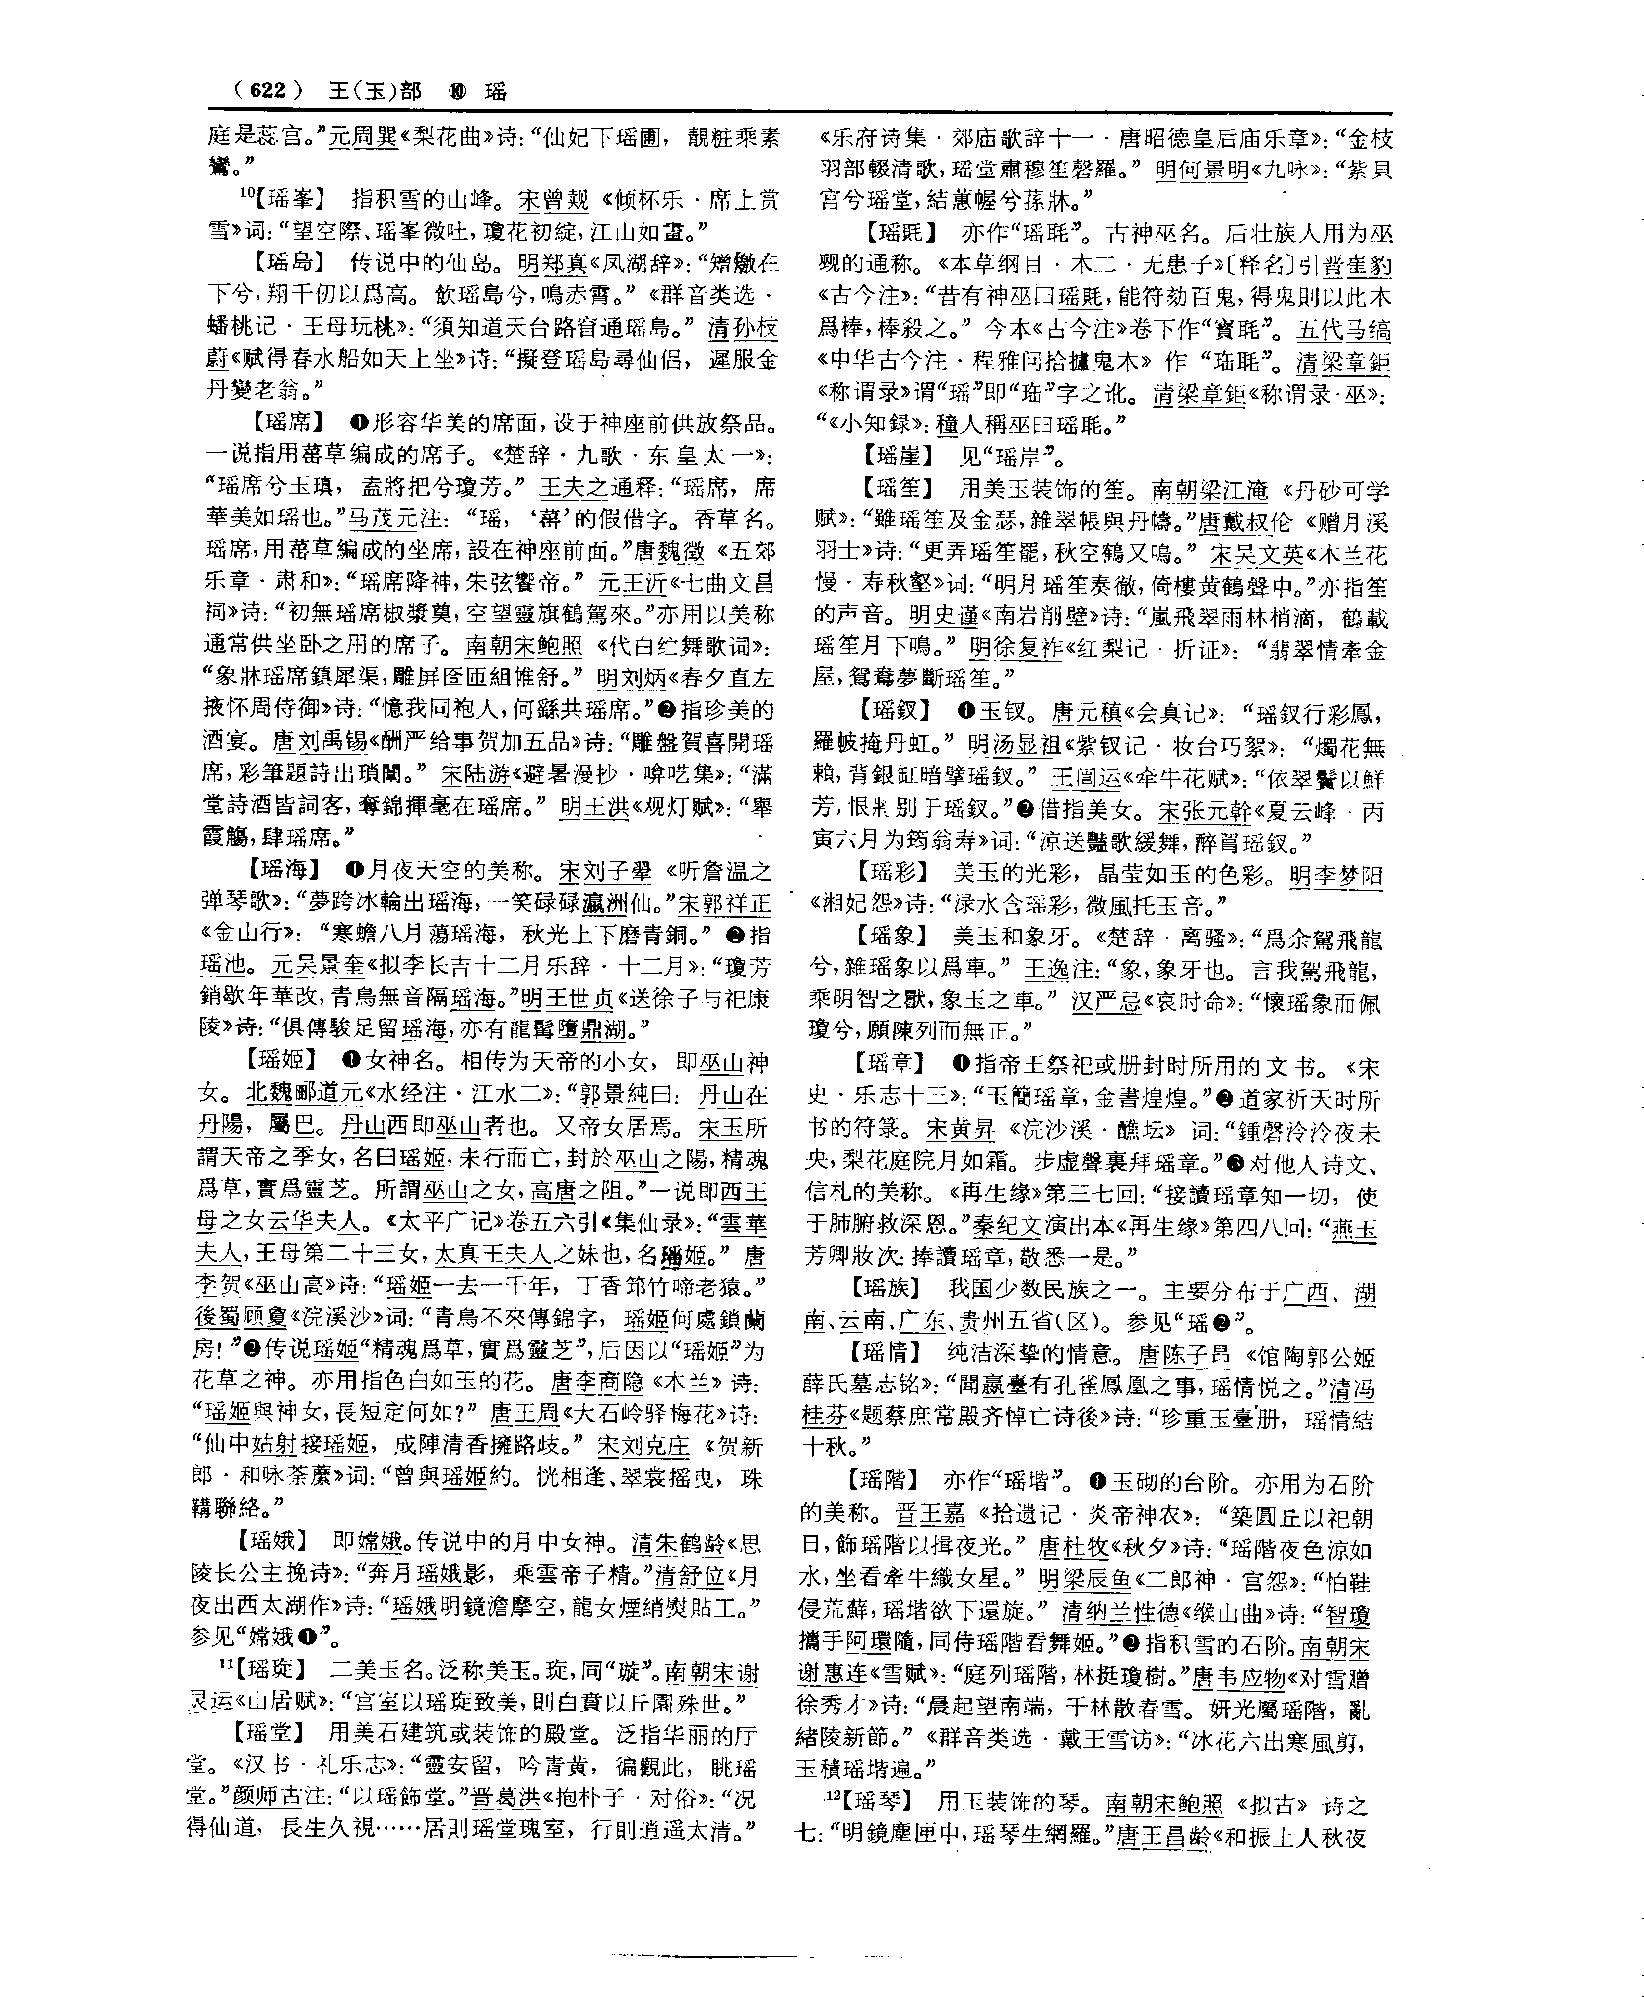 （622） 王(玉)部 ⑩ 瑶
庭是蕊宫。”元周巽《梨花曲》诗：“仙妃下瑶圃，靚粧乘素
鸞。”
¹⁰【瑶峯】 指积雪的山峰。宋曾觌《倾杯乐·席上赏
雪》词：“望空際、瑶峯微吐，瓊花初綻，江山如畫。”
【瑶岛】 传说中的仙岛。明郑真《凤湖辞》：“矰繳在
下兮，翔千仞以爲高。飲瑶島兮，鳴赤霄。”《群音类选·
蟠桃记·王母玩桃》：“須知道天台路窅通瑶島。”清孙枝
蔚《赋得春水船如天上坐》诗：“擬登瑶島尋仙侣，遲服金
丹變老翁。”
【瑶席】 ❶形容华美的席面，设于神座前供放祭品。
一说指用䔄草编成的席子。《楚辞·九歌·东皇太一》：
“瑶席兮玉瑱，盍將把兮瓊芳。”王夫之通释：“瑶席，席
華美如瑶也。”马茂元注：“瑶，‘䔄’的假借字。香草名。
瑶席，用䔄草编成的坐席，設在神座前面。”唐魏徵《五郊
乐章·肃和》：“瑶席降神，朱弦饗帝。”元王沂《七曲文昌
祠》诗：“初無瑶席椒漿奠，空望靈旗鶴駕來。”亦用以美称
通常供坐卧之用的席子。南朝宋鲍照《代白纻舞歌词》：
“象牀瑶席鎮犀渠，雕屏匼匝組帷舒。”明刘炳《春夕直左
掖怀周侍御》诗：“憶我同袍人，何繇共瑶席。”❷指珍美的
酒宴。唐刘禹锡《酬严给事贺加五品》诗：“雕盤賀喜開瑶
席，彩筆題詩出瑣闈。”宋陆游《避暑漫抄·喷呓集》：“滿
堂詩酒皆詞客，奪錦揮毫在瑶席。”明王洪《观灯赋》：“舉
霞觴，肆瑶席。”
【瑶海】 ❶月夜天空的美称。宋刘子翚《听詹温之
弹琴歌》：“夢跨冰輪出瑶海，一笑碌碌瀛洲仙。”宋郭祥正
《金山行》：“寒蟾八月蕩瑶海，秋光上下磨青銅。”❷指
瑶池。元吴景奎《拟李长吉十二月乐辞·十二月》：“瓊芳
銷歇年華改，青鳥無音隔瑶海。”明王世贞《送徐子与祀康
陵》诗：“俱傳駿足留瑶海，亦有龍髯墮鼎湖。”
【瑶姬】 ❶女神名。相传为天帝的小女，即巫山神
女。北魏郦道元《水经注·江水二》：“郭景純曰：丹山在
丹陽，屬巴。丹山西即巫山者也。又帝女居焉。宋玉所
謂天帝之季女，名曰瑶姬，未行而亡，封於巫山之陽，精魂
爲草，實爲靈芝。所謂巫山之女，高唐之阻。”一说即西王
母之女云华夫人。《太平广记》卷五六引《集仙录》：“雲華
夫人，王母第二十三女，太真王夫人之妹也，名瑶姬。”唐
李贺《巫山高》诗：“瑶姬一去一千年，丁香筇竹啼老猿。”
後蜀顾夐《浣溪沙》词：“青鳥不來傳錦字，瑶姬何處鎖蘭
房！”❷传说瑶姬“精魂爲草，實爲靈芝”，后因以“瑶姬”为
花草之神。亦用指色白如玉的花。唐李商隐《木兰》诗：
“瑶姬與神女，長短定何如？”唐王周《大石岭驿梅花》诗：
“仙中姑射接瑶姬，成陣清香擁路歧。”宋刘克庄《贺新
郎·和咏荼䕷》词：“曾與瑶姬約。恍相逢、翠裳摇曳，珠
韝聯絡。”
【瑶娥】 即嫦娥。传说中的月中女神。清朱鹤龄《思
陵长公主挽诗》：“奔月瑶娥影，乘雲帝子精。”清舒位《月
夜出西太湖作》诗：“瑶娥明鏡澹摩空，龍女煙綃熨貼工。”
参见“嫦娥❶”。
¹¹【瑶琁】 二美玉名。泛称美玉。琁，同“璇”。南朝宋谢
灵运《山居赋》：“宫室以瑶琁致美，則白賁以丘園殊世。”
【瑶堂】 用美石建筑或装饰的殿堂。泛指华丽的厅
堂。《汉书·礼乐志》：“靈安留，吟青黄，徧觀此，眺瑶
堂。”颜师古注：“以瑶飾堂。”晋葛洪《抱朴子·对俗》：“况
得仙道，長生久視……居則瑶堂瑰室，行則逍遥太清。”
《乐府诗集·郊庙歌辞十一·唐昭德皇后庙乐章》：“金枝
羽部輟清歌，瑶堂肅穆笙磬羅。”明何景明《九咏》：“紫貝
宫兮瑶堂，結蕙幄兮蓀牀。”
【瑶㲈】 亦作“瑶眊”。古神巫名。后壮族人用为巫
觋的通称。《本草纲目·木二·无患子》〔释名〕引晋崔豹
《古今注》：“昔有神巫曰瑶㲈，能符劾百鬼，得鬼則以此木
爲棒，棒殺之。”今本《古今注》卷下作“寳眊”。五代马缟
《中华古今注·程雅问拾櫨鬼木》作“珤眊”。清梁章鉅
《称谓录》谓“瑶”即“珤”字之讹。清梁章鉅《称谓录·巫》：
“《小知録》：穜人稱巫曰瑶眊。”
【瑶崖】 见“瑶岸”。
【瑶笙】 用美玉装饰的笙。南朝梁江淹《丹砂可学
赋》：“雖瑶笙及金瑟，雜翠帳與丹幬。”唐戴叔伦《赠月溪
羽士》诗：“更弄瑶笙罷，秋空鶴又鳴。”宋吴文英《木兰花
慢·寿秋壑》词：“明月瑶笙奏徹，倚樓黄鶴聲中。”亦指笙
的声音。明史谨《南岩削壁》诗：“嵐飛翠雨林梢滴，鶴載
瑶笙月下鳴。”明徐复祚《红梨记·折证》：“翡翠情牽金
屋，鴛鴦夢斷瑶笙。”
【瑶钗】 ❶玉钗。唐元稹《会真记》：“瑶釵行彩鳳，
羅帔掩丹虹。”明汤显祖《紫钗记·妆台巧絮》：“燭花無
賴，背銀缸暗擘瑶釵。”王闿运《牵牛花赋》：“依翠鬢以鮮
芳，恨將别于瑶釵。”❷借指美女。宋张元幹《夏云峰·丙
寅六月为筠翁寿》词：“凉送豔歌緩舞，醉罥瑶釵。”
【瑶彩】 美玉的光彩，晶莹如玉的色彩。明李梦阳
《湘妃怨》诗：“渌水含瑶彩，微風托玉音。”
【瑶象】 美玉和象牙。《楚辞·离骚》：“爲余駕飛龍
兮，雜瑶象以爲車。”王逸注：“象，象牙也。言我駕飛龍，
乘明智之獸，象玉之車。”汉严忌《哀时命》：“懷瑶象而佩
瓊兮，願陳列而無正。”
【瑶章】 ❶指帝王祭祀或册封时所用的文书。《宋
史·乐志十三》：“玉簡瑶章，金書煌煌。”❷道家祈天时所
书的符箓。宋黄昇《浣沙溪·醮坛》词：“鍾磬泠泠夜未
央，梨花庭院月如霜。步虚聲裏拜瑶章。”❸对他人诗文、
信札的美称。《再生缘》第三七回：“接讀瑶章知一切，使
于肺腑救深恩。”秦纪文演出本《再生缘》第四八回：“燕玉
芳卿妝次：捧讀瑶章，敬悉一是。”
【瑶族】 我国少数民族之一。主要分布于广西、湖
南、云南、广东、贵州五省（区）。参见“瑶❷”。
【瑶情】 纯洁深挚的情意。唐陈子昂《馆陶郭公姬
薛氏墓志铭》：“聞嬴臺有孔雀鳳凰之事，瑶情悦之。”清冯
桂芬《题蔡庶常殿齐悼亡诗後》诗：“珍重玉臺册，瑶情結
千秋。”
【瑶階】 亦作“瑶堦”。❶玉砌的台阶。亦用为石阶
的美称。晋王嘉《拾遗记·炎帝神农》：“築圓丘以祀朝
日，飾瑶階以揖夜光。”唐杜牧《秋夕》诗：“瑶階夜色涼如
水，坐看牽牛織女星。”明梁辰鱼《二郎神·宫怨》：“怕鞋
侵荒蘚，瑶堦欲下還旋。”清纳兰性德《缑山曲》诗：“智瓊
攜手阿環隨，同侍瑶階看舞姬。”❷指积雪的石阶。南朝宋
谢惠连《雪赋》：“庭列瑶階，林挺瓊樹。”唐韦应物《对雪赠
徐秀才》诗：“晨起望南端，千林散春雪。妍光屬瑶階，亂
緒陵新節。”《群音类选·戴王雪访》：“冰花六出寒風剪，
玉積瑶堦遍。”
¹²【瑶琴】 用玉装饰的琴。南朝宋鲍照《拟古》诗之
七：“明鏡塵匣中，瑶琴生網羅。”唐王昌龄《和振上人秋夜